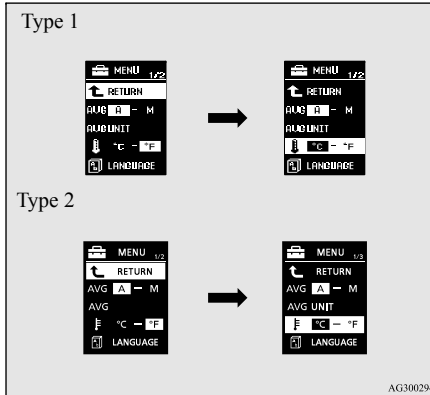 Type 1
MENU 1/2
RETURN
AVG A - M
AVG UNIT
°C - °F
LANGUAGE
MENU 1/2
RETURN
AVG A - M
AVG UNIT
°C - °F
LANGUAGE
Type 2
MENU 1/2
RETURN
AVG A - M
AVG
°C - °F
LANGUAGE
MENU 1/3
RETURN
AVG A - M
AVG UNIT
°C - °F
LANGUAGE